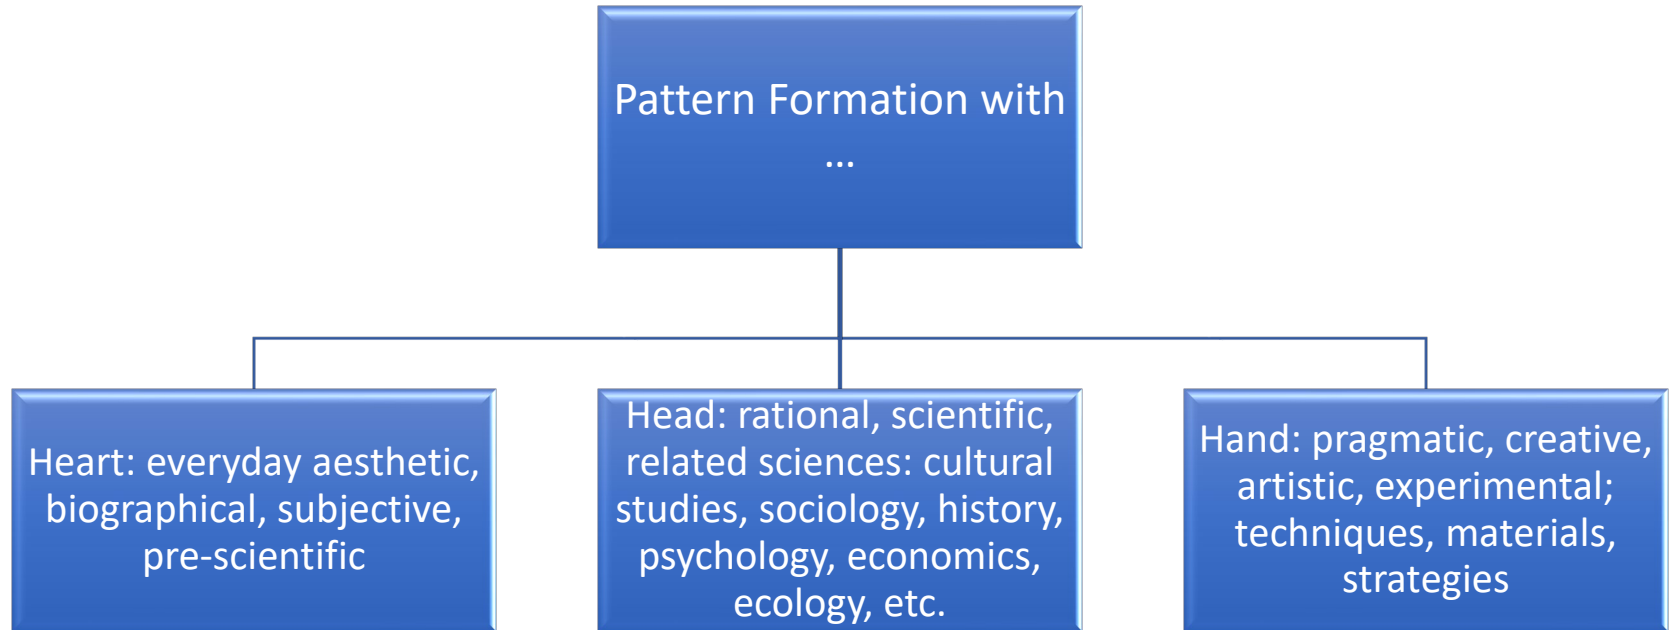 Pattern Formation with
...
Heart: everyday aesthetic,
biographical, subjective,
pre-scientific
Head: rational, scientific,
related sciences: cultural
studies, sociology, history,
psychology, economics,
ecology, etc.
Hand: pragmatic, creative,
artistic, experimental;
techniques, materials,
strategies